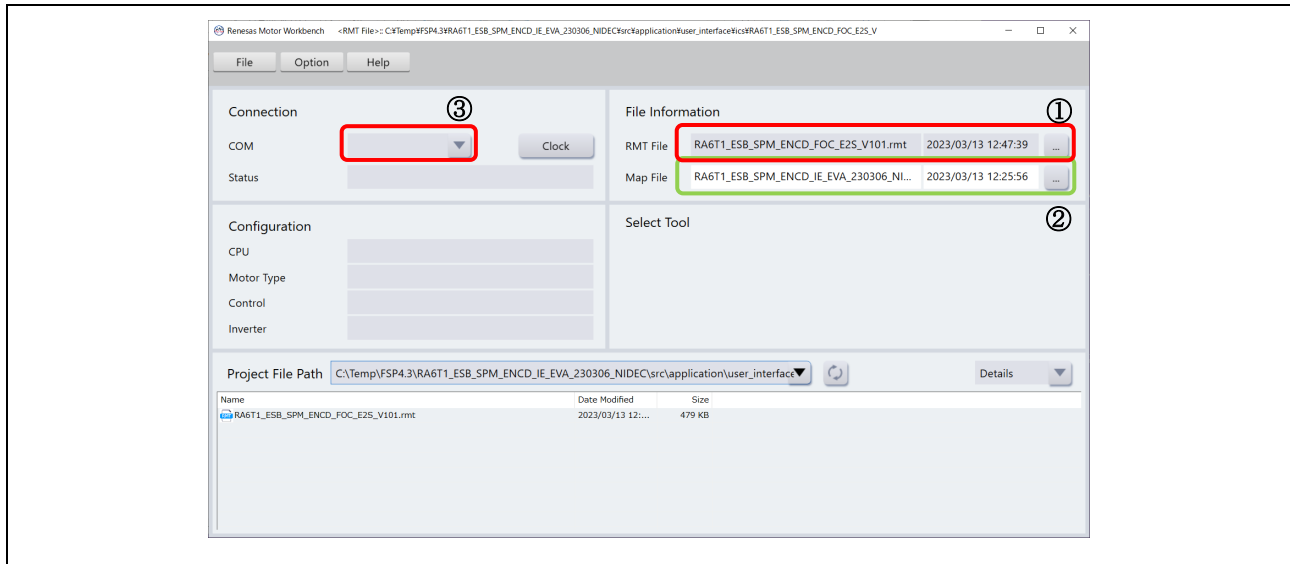 Renesas Motor Workbench <RMT File>:: C:¥Temp¥FSP4.3¥RA6T1_ESB_SPM_ENCD_IE_EVA_230306_NIDEC¥src¥application¥user_interface¥ics¥RA6T1_ESB_SPM_ENCD_FOC_E2S_V
File Option Help
Connection ③
COM Clock
Status
File Information ①
RMT File RA6T1_ESB_SPM_ENCD_FOC_E2S_V101.rmt 2023/03/13 12:47:39 ...
Map File RA6T1_ESB_SPM_ENCD_IE_EVA_230306_NI... 2023/03/13 12:25:56 ...
Configuration
CPU
Motor Type
Control
Inverter
Select Tool ②
Project File Path C:\Temp\FSP4.3\RA6T1_ESB_SPM_ENCD_IE_EVA_230306_NIDEC\src\application\user_interface Details
Name Date Modified Size
RA6T1_ESB_SPM_ENCD_FOC_E2S_V101.rmt 2023/03/13 12:... 479 KB